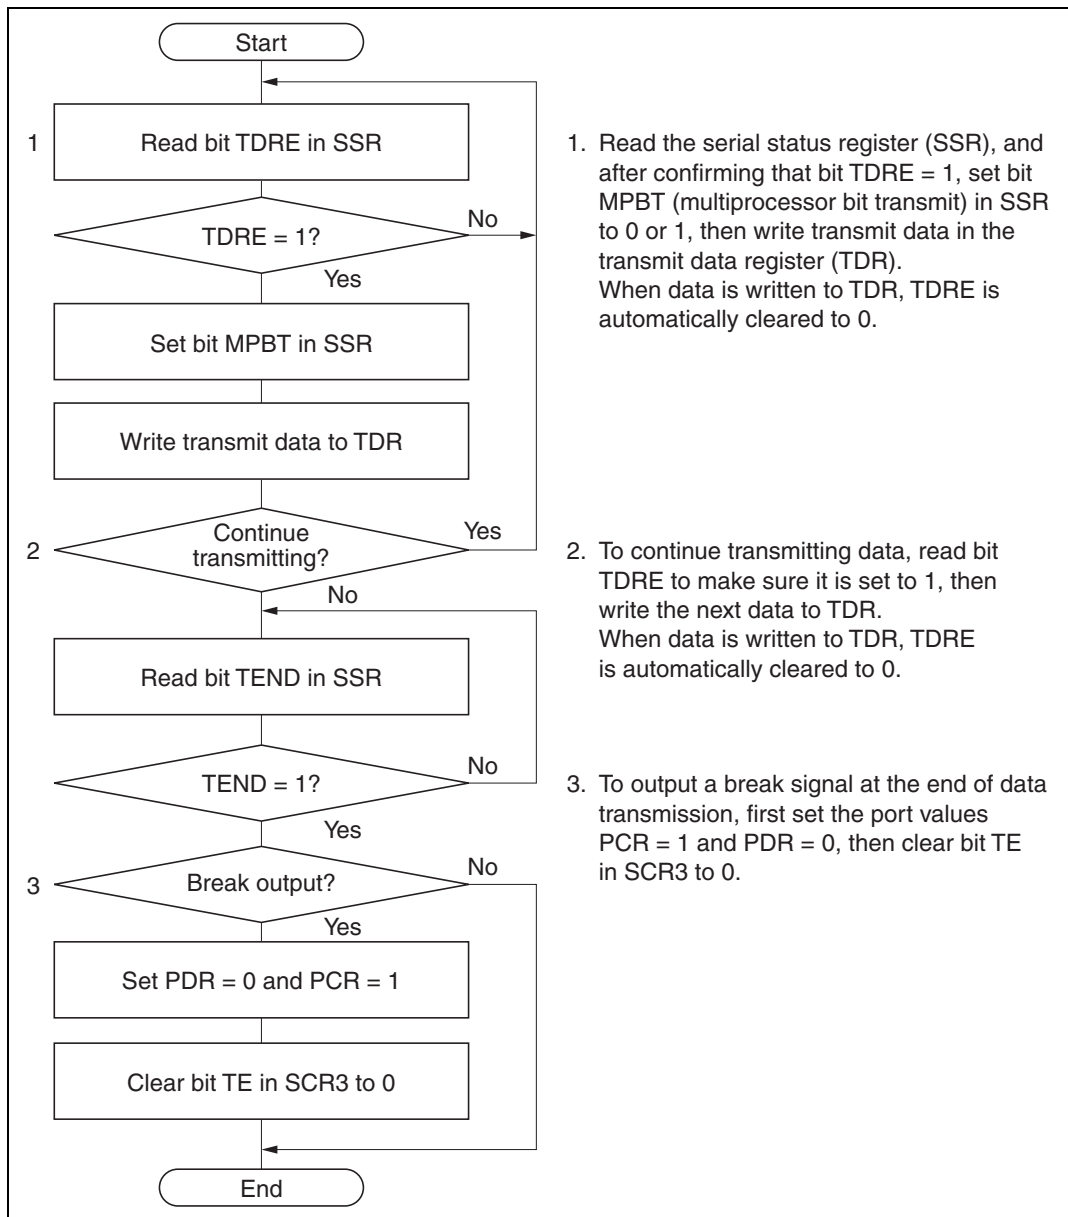 Start
1
Read bit TDRE in SSR
TDRE = 1?
No
Yes
Set bit MPBT in SSR
Write transmit data to TDR
2
Continue
transmitting?
Yes
No
Read bit TEND in SSR
TEND = 1?
No
Yes
3
Break output?
No
Yes
Set PDR = 0 and PCR = 1
Clear bit TE in SCR3 to 0
End
1. Read the serial status register (SSR), and
after confirming that bit TDRE = 1, set bit
MPBT (multiprocessor bit transmit) in SSR
to 0 or 1, then write transmit data in the
transmit data register (TDR).
When data is written to TDR, TDRE is
automatically cleared to 0.
2. To continue transmitting data, read bit
TDRE to make sure it is set to 1, then
write the next data to TDR.
When data is written to TDR, TDRE
is automatically cleared to 0.
3. To output a break signal at the end of data
transmission, first set the port values
PCR = 1 and PDR = 0, then clear bit TE
in SCR3 to 0.